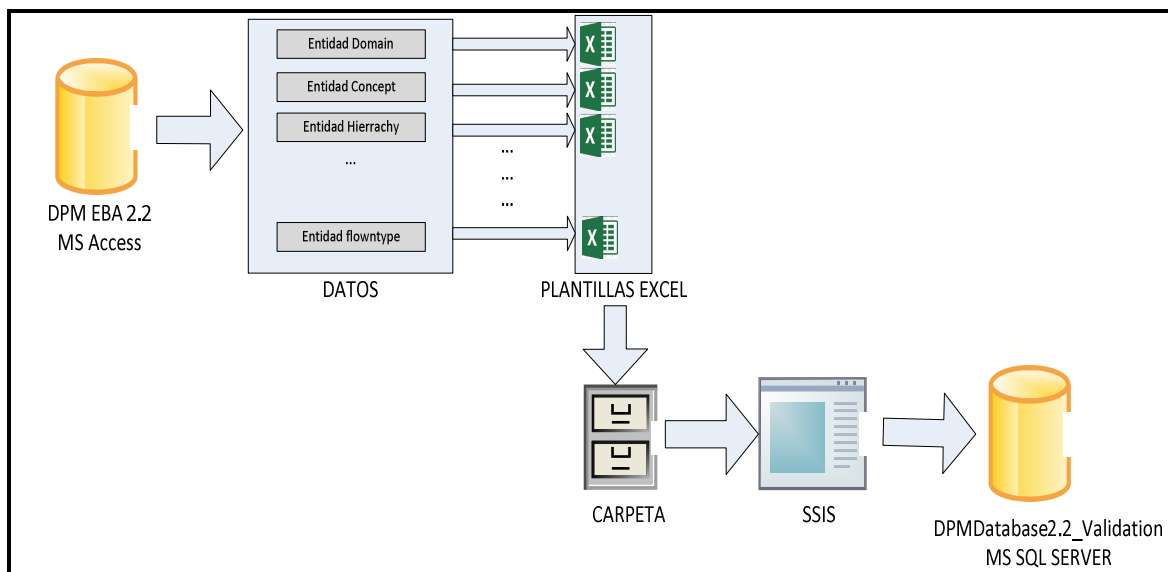 Entidad Domain
Entidad Concept
Entidad Hierrachy
...
...
...
...
Entidad flowntype
DPM EBA 2.2
MS Access
DATOS
PLANTILLAS EXCEL
X
X
X
X
CARPETA
SSIS
DPMDatabase2.2_Validation
MS SQL SERVER